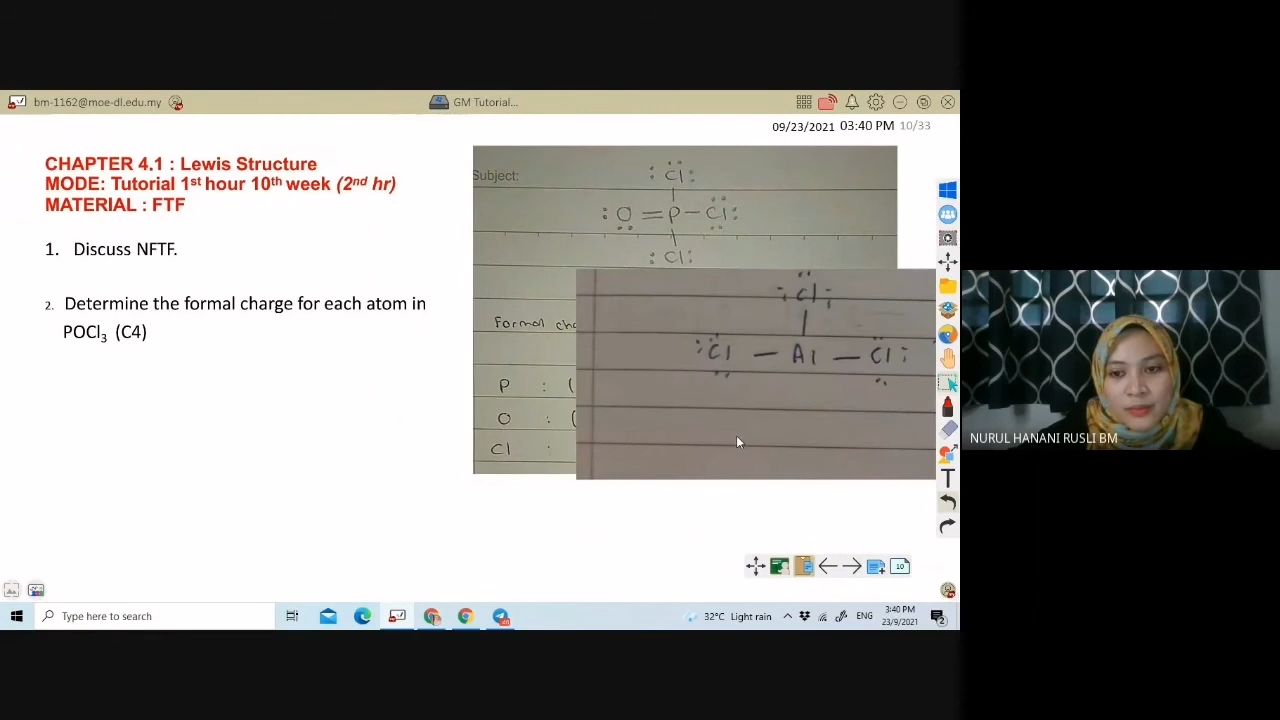 bm-1162@moe-dl.edu.my
GM Tutorial...
09/23/2021 03:40 PM 10/33
CHAPTER 4.1 : Lewis Structure
MODE: Tutorial 1st hour 10th week (2nd hr)
MATERIAL : FTF
1. Discuss NFTF.
2. Determine the formal charge for each atom in
POCl3 (C4)
Subject:
Cl
O = P - Cl
Cl
Formal cha
P : (
O : (
Cl :
Cl
Cl - Al - Cl
NURUL HANANI RUSLI BM
T
10
Type here to search
32°C Light rain
ENG
3:40 PM
23/9/2021
2